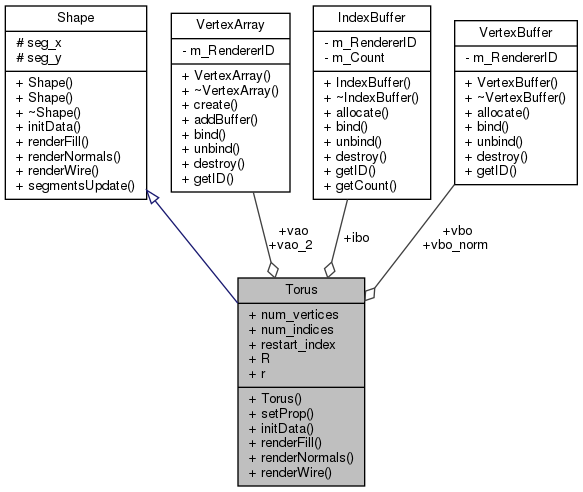 Shape
# seg_x
# seg_y
+ Shape()
+ Shape()
+ ~Shape()
+ initData()
+ renderFill()
+ renderNormals()
+ renderWire()
+ segmentsUpdate()
VertexArray
- m_RendererID
+ VertexArray()
+ ~VertexArray()
+ create()
+ addBuffer()
+ bind()
+ unbind()
+ destroy()
+ getID()
IndexBuffer
- m_RendererID
- m_Count
+ IndexBuffer()
+ ~IndexBuffer()
+ allocate()
+ bind()
+ unbind()
+ destroy()
+ getID()
+ getCount()
VertexBuffer
- m_RendererID
+ VertexBuffer()
+ ~VertexBuffer()
+ allocate()
+ bind()
+ unbind()
+ destroy()
+ getID()
+vao
+vao_2
+ibo
+vbo
+vbo_norm
Torus
+ num_vertices
+ num_indices
+ restart_index
+ R
+ r
+ Torus()
+ setProp()
+ initData()
+ renderFill()
+ renderNormals()
+ renderWire()